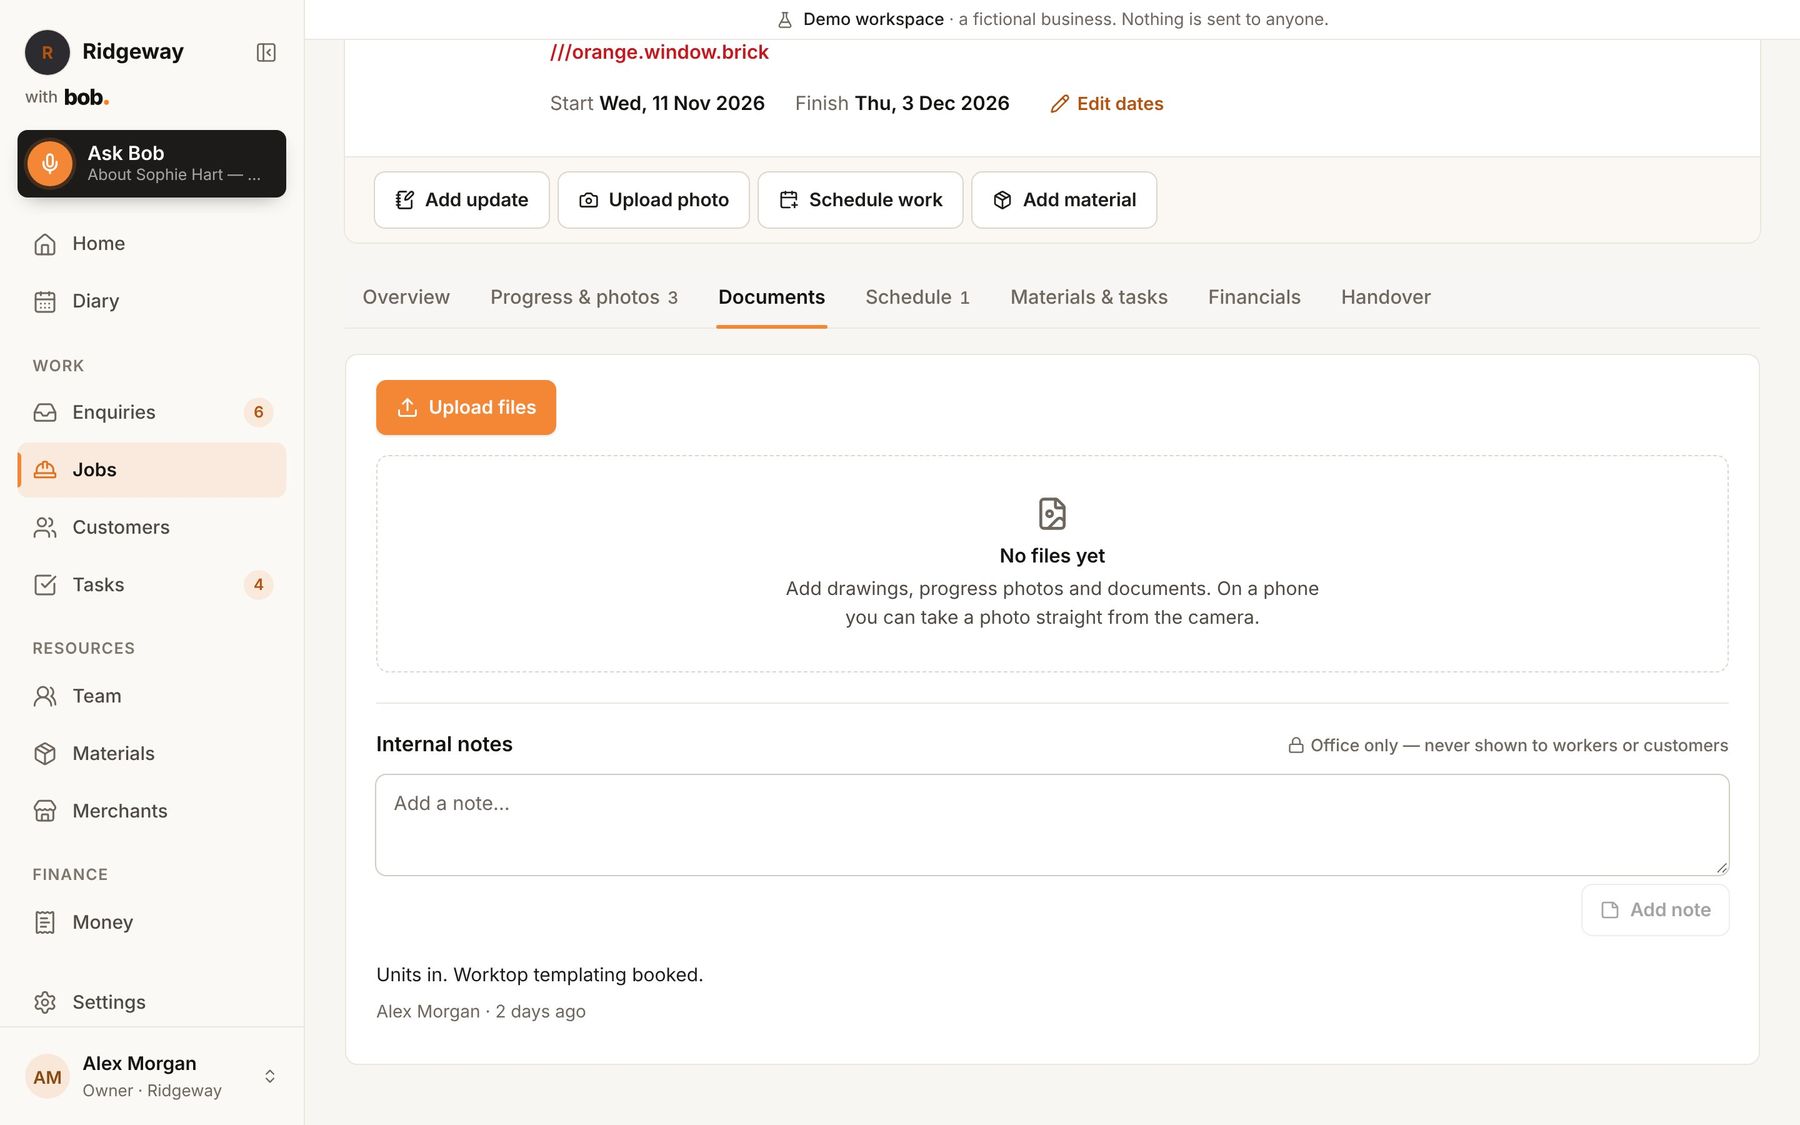 Demo workspace · a fictional business. Nothing is sent to anyone.
R
Ridgeway
with bob.
Ask Bob
About Sophie Hart — ...
Home
Diary
WORK
Enquiries 6
Jobs
Customers
Tasks 4
RESOURCES
Team
Materials
Merchants
FINANCE
Money
Settings
AM
Alex Morgan
Owner · Ridgeway
///orange.window.brick
Start Wed, 11 Nov 2026 Finish Thu, 3 Dec 2026 Edit dates
Add update Upload photo Schedule work Add material
Overview Progress & photos 3 Documents Schedule 1 Materials & tasks Financials Handover
Upload files
No files yet
Add drawings, progress photos and documents. On a phone
you can take a photo straight from the camera.
Internal notes Office only — never shown to workers or customers
Add a note...
Add note
Units in. Worktop templating booked.
Alex Morgan · 2 days ago